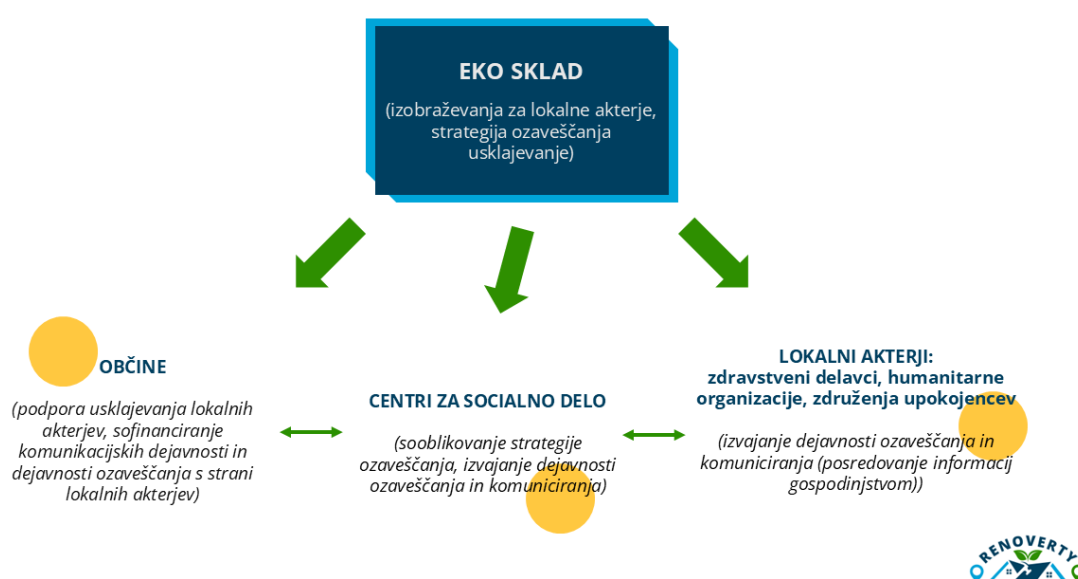 EKO SKLAD
(izobraževanja za lokalne akterje,
strategija ozaveščanja
usklajevanje)
OBČINE
(podpora usklajevanja lokalnih
akterjev, sofinanciranje
komunikacijskih dejavnosti in
dejavnosti ozaveščanja s strani
lokalnih akterjev)
CENTRI ZA SOCIALNO DELO
(sooblikovanje strategije
ozaveščanja, izvajanje dejavnosti
ozaveščanja in komuniciranja)
LOKALNI AKTERJI:
zdravstveni delavci, humanitarne
organizacije, združenja upokojencev
(izvajanje dejavnosti ozaveščanja in
komuniciranja (posredovanje informacij
gospodinjstvom))
RENOVERTY